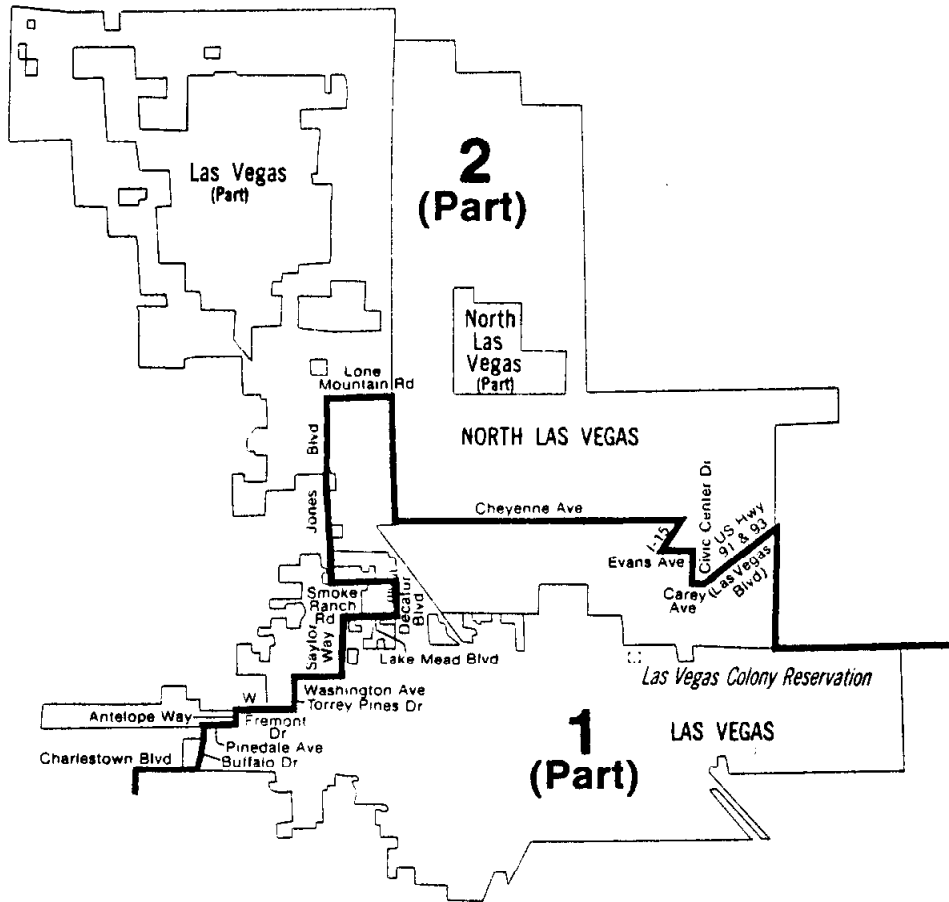 2
(Part)
Las Vegas
(Part)
North
Las
Vegas
(Part)
Lone
Mountain Rd
NORTH LAS VEGAS
Blvd
Jones
Cheyenne Ave
Civic Center Dr
US Hwy
91 & 93
(Las Vegas
Blvd)
I-15
Evans Ave
Carey
Ave
Smoke
Ranch
Rd
Decatur
Blvd
Saylor
Way
Lake Mead Blvd
Las Vegas Colony Reservation
Washington Ave
Torrey Pines Dr
W
Fremont
Dr
Antelope Way
Pinedale Ave
Buffalo Dr
Charlestown Blvd
1
(Part)
LAS VEGAS